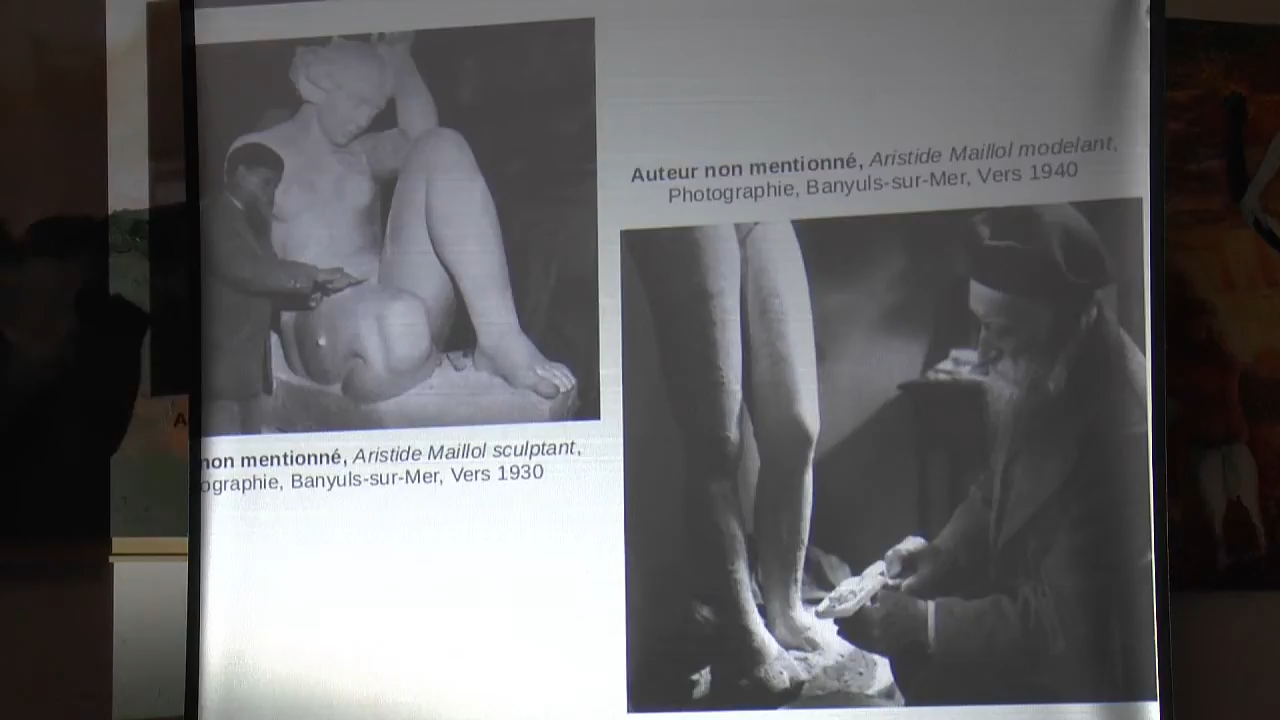 Auteur non mentionné, Aristide Maillol modelant,
Photographie, Banyuls-sur-Mer, Vers 1940
non mentionné, Aristide Maillol sculptant,
ographie, Banyuls-sur-Mer, Vers 1930
A